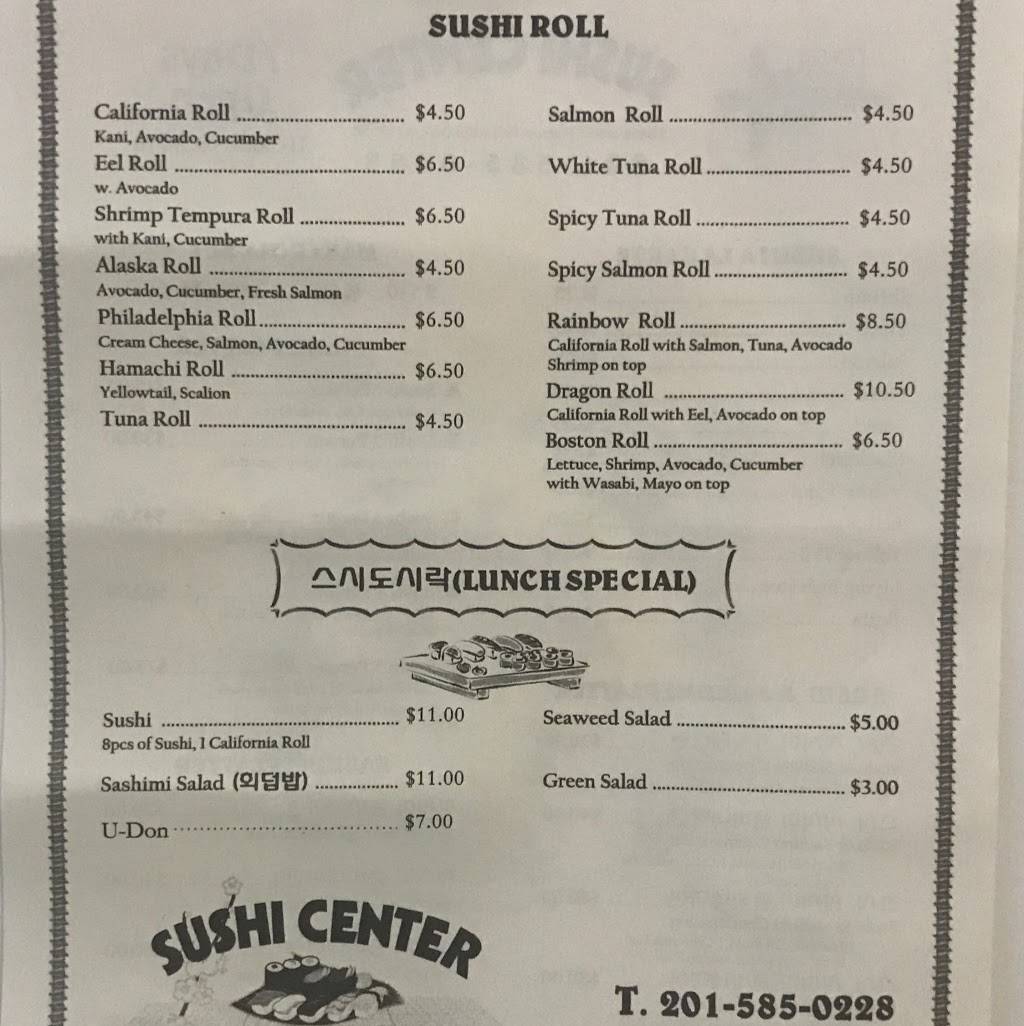 SUSHI ROLL
California Roll ................................ $4.50
Kani, Avocado, Cucumber
Eel Roll ............................................ $6.50
w. Avocado
Shrimp Tempura Roll .................... $6.50
with Kani, Cucumber
Alaska Roll ..................................... $4.50
Avocado, Cucumber, Fresh Salmon
Philadelphia Roll............................ $6.50
Cream Cheese, Salmon, Avocado, Cucumber
Hamachi Roll ................................. $6.50
Yellowtail, Scalion
Tuna Roll ........................................ $4.50
Salmon Roll ................................... $4.50
White Tuna Roll ............................ $4.50
Spicy Tuna Roll ............................. $4.50
Spicy Salmon Roll .......................... $4.50
Rainbow Roll ................................ $8.50
California Roll with Salmon, Tuna, Avocado
Shrimp on top
Dragon Roll ................................... $10.50
California Roll with Eel, Avocado on top
Boston Roll .................................... $6.50
Lettuce, Shrimp, Avocado, Cucumber
with Wasabi, Mayo on top
스시도시락(LUNCH SPECIAL)
Sushi .............................................. $11.00
8pcs of Sushi, 1 California Roll
Sashimi Salad (회덮밥) ................ $11.00
U-Don ................................. $7.00
Seaweed Salad ................................ $5.00
Green Salad ..................................... $3.00
SUSHI CENTER
T. 201-585-0228